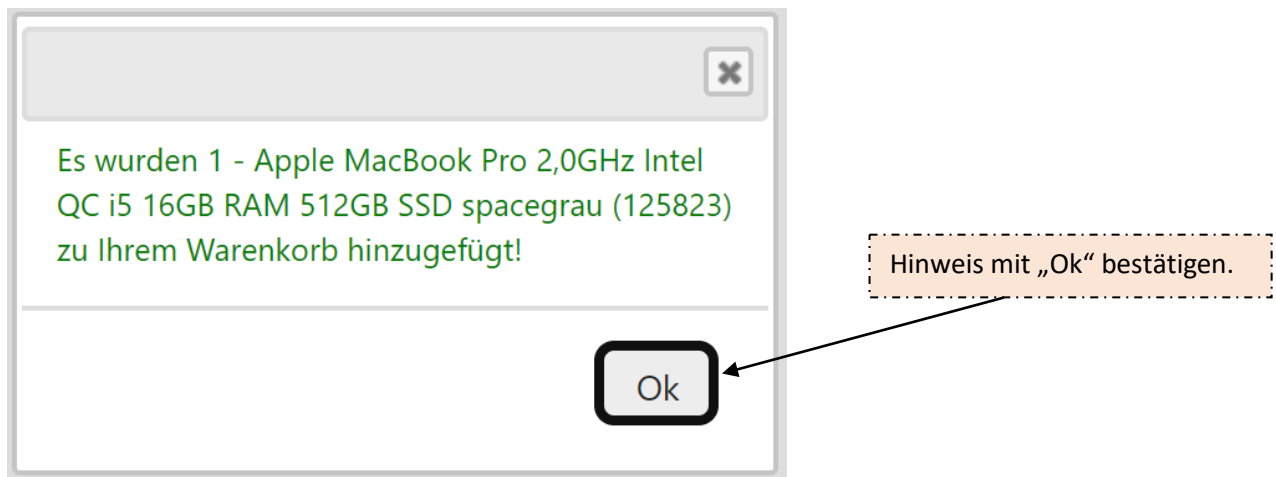 Es wurden 1 - Apple MacBook Pro 2,0GHz Intel
QC i5 16GB RAM 512GB SSD spacegrau (125823)
zu Ihrem Warenkorb hinzugefügt!
Hinweis mit „Ok“ bestätigen.
Ok